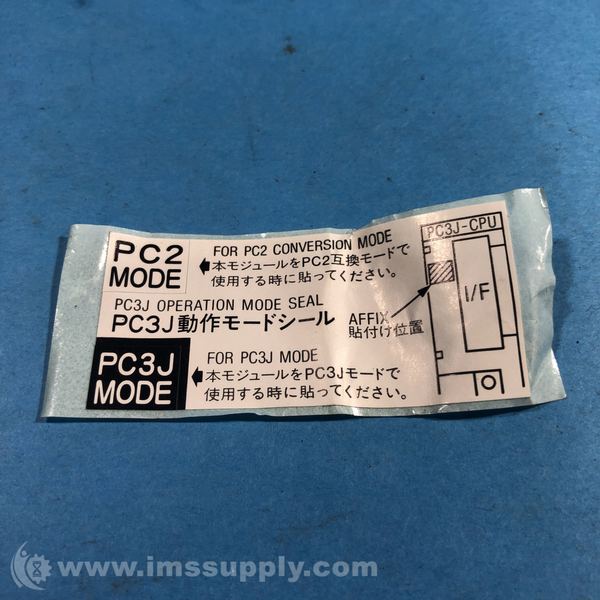 PC2
MODE
FOR PC2 CONVERSION MODE
本モジュールをPC2互換モードで
使用する時に貼ってください。
PC3J OPERATION MODE SEAL
PC3J動作モードシール
PC3J
MODE
FOR PC3J MODE
本モジュールをPC3Jモードで
使用する時に貼ってください。
AFFIX
貼付け位置
PC3J-CPU
I/F
www.imssupply.com